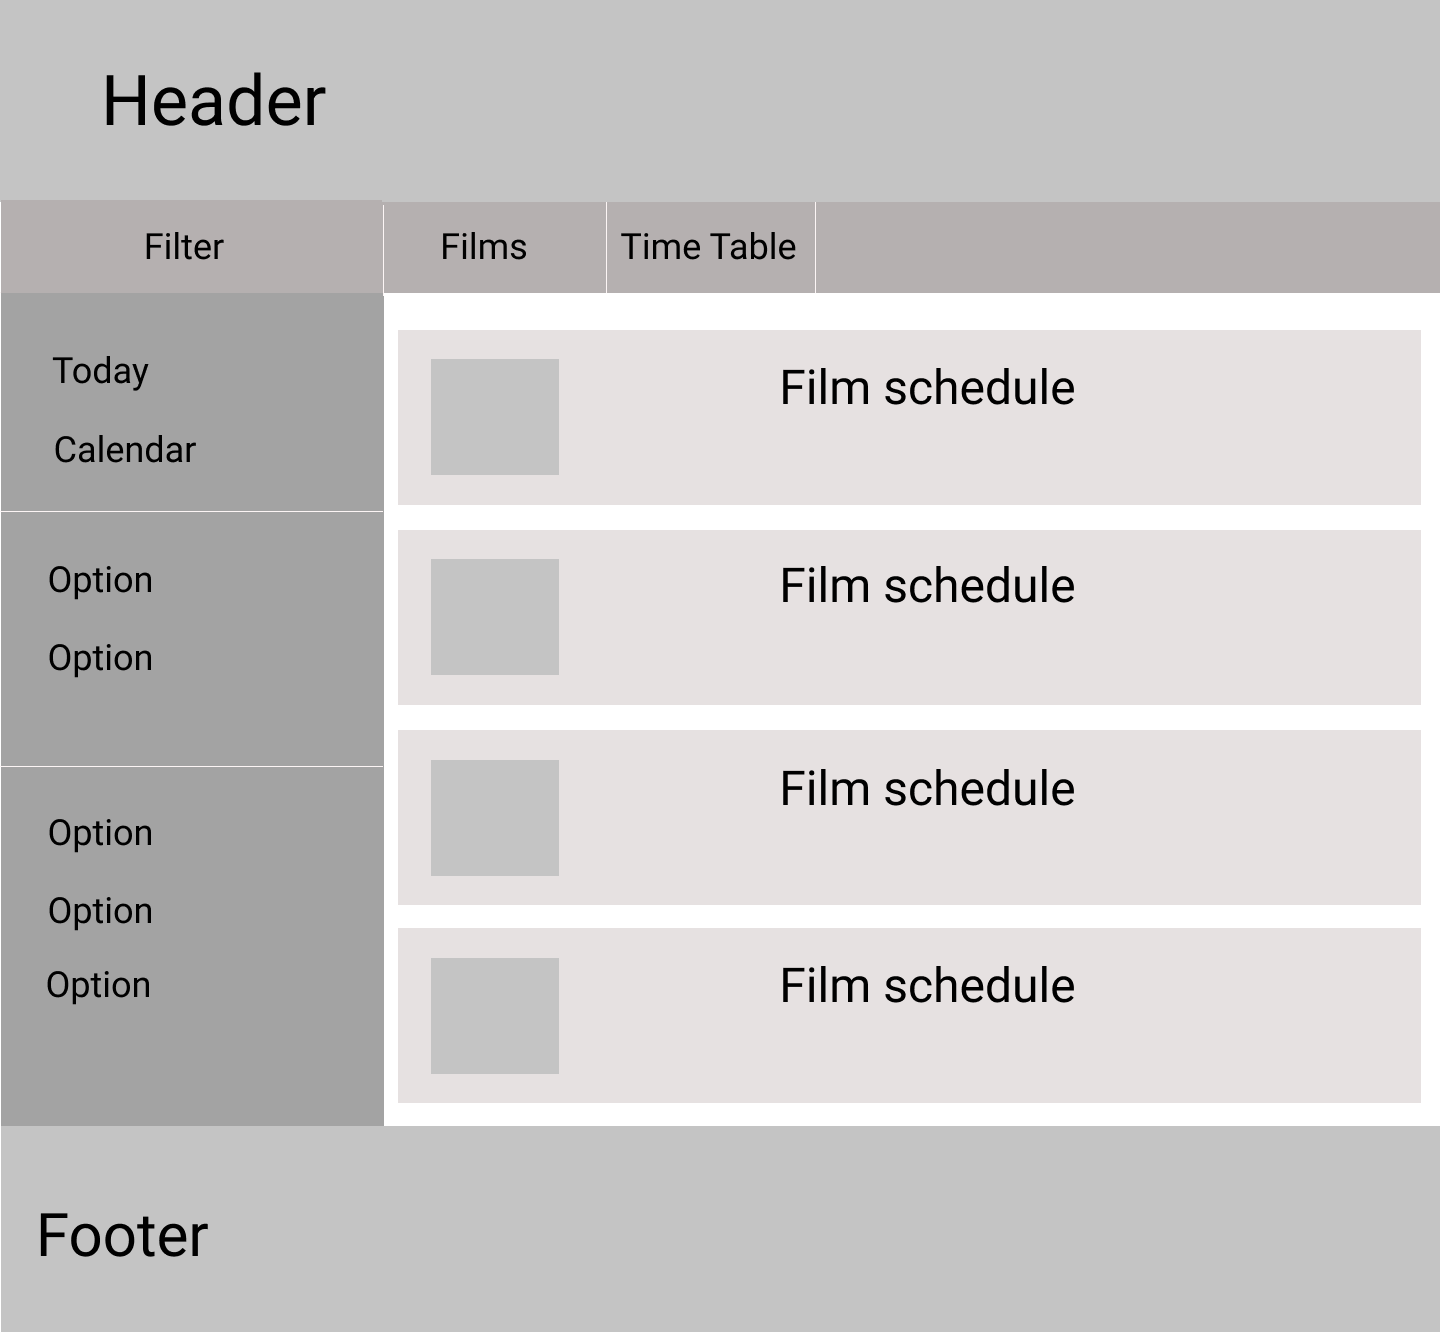 Header
Filter
Films
Time Table
Today
Calendar
Option
Option
Option
Option
Option
Film schedule
Film schedule
Film schedule
Film schedule
Footer